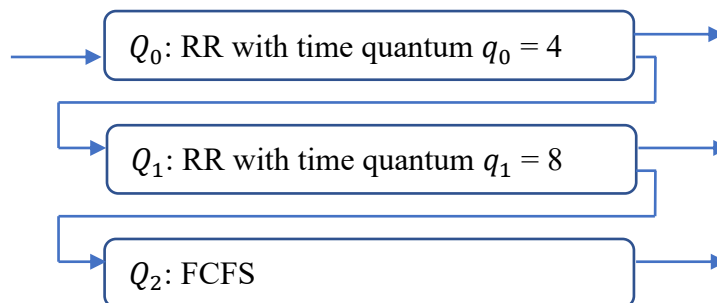 Q₀: RR with time quantum q₀ = 4
Q₁: RR with time quantum q₁ = 8
Q₂: FCFS